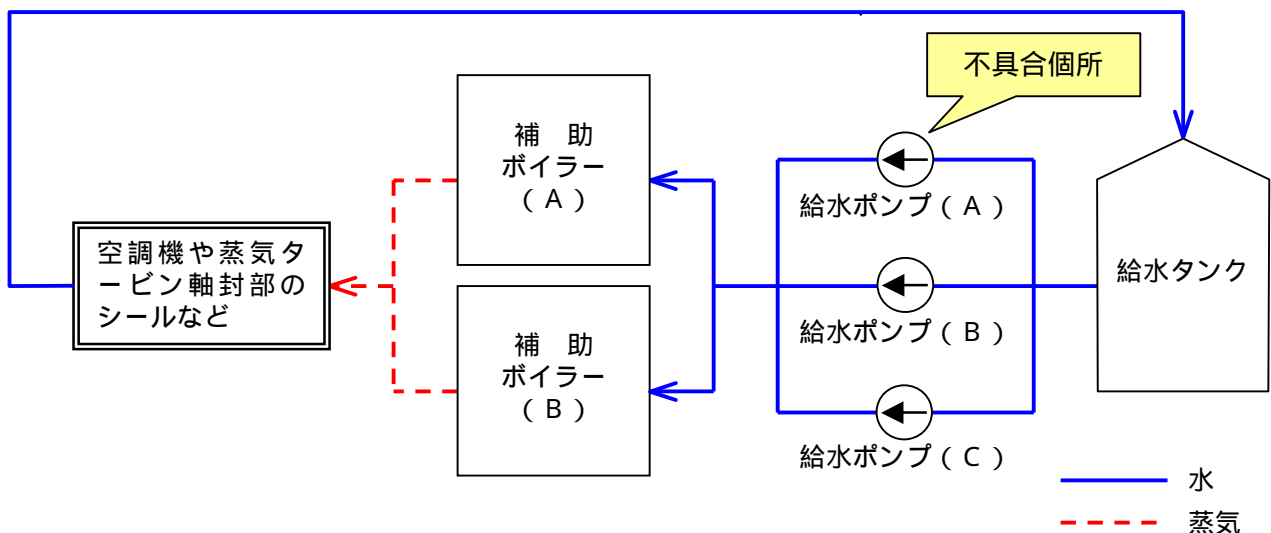 不具合個所
補　助
ボイラー
（Ａ）
給水ポンプ（Ａ）
空調機や蒸気タ
ービン軸封部の
シールなど
給水タンク
補　助
ボイラー
（Ｂ）
給水ポンプ（Ｂ）
給水ポンプ（Ｃ）
水
蒸気